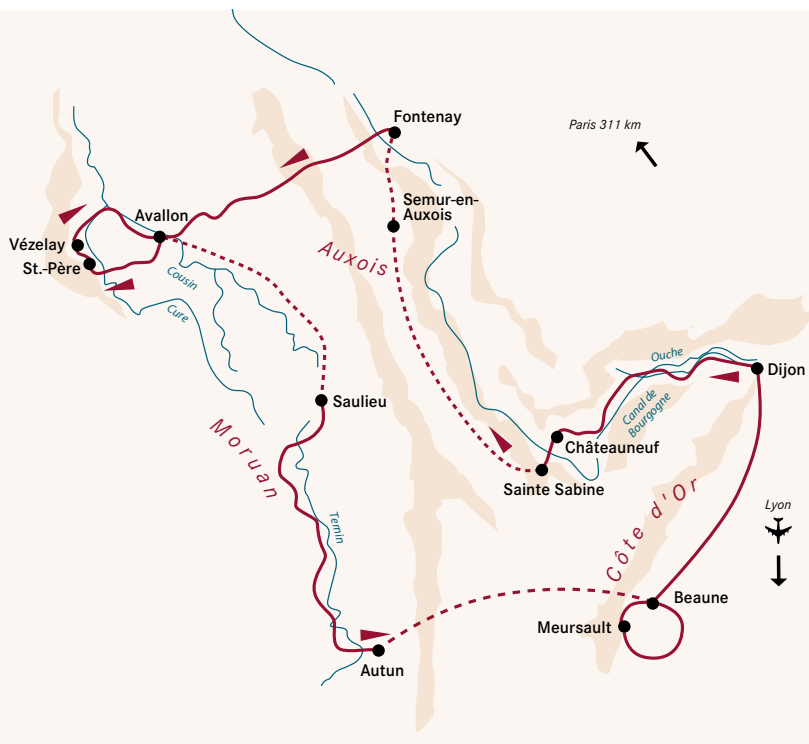 Fontenay
Paris 311 km
Semur-en-
Auxois
Avallon
Vézelay
St.-Père
Auxois
Cousin
Cure
Ouche
Dijon
Canal de
Bourgogne
Saulieu
Moruan
Châteauneuf
Sainte Sabine
Côte d'Or
Lyon
Temin
Beaune
Meursault
Autun